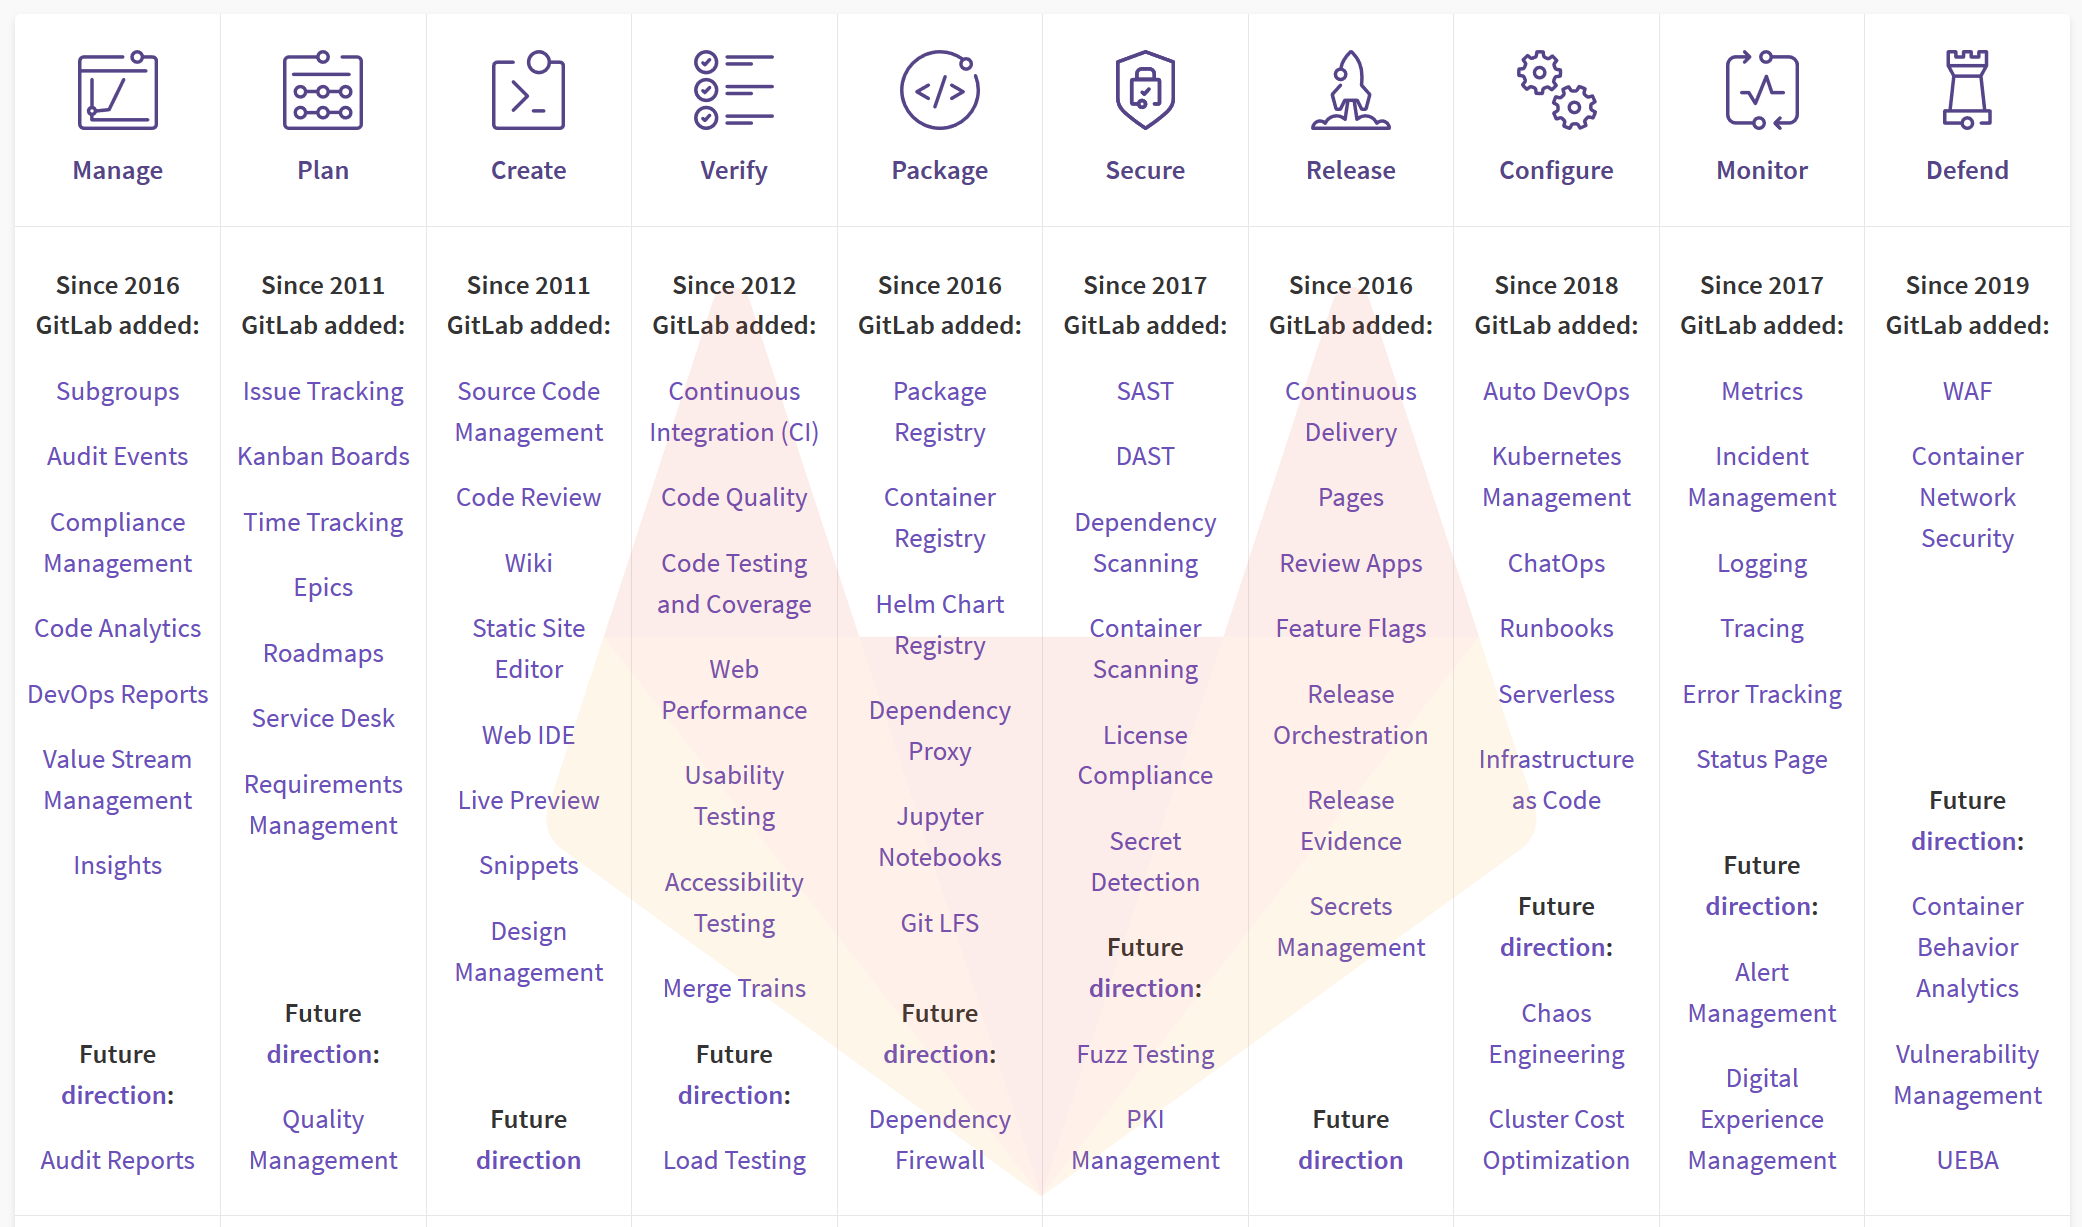 Manage
Plan
Create
Verify
Package
Secure
Release
Configure
Monitor
Defend
Since 2016
GitLab added:
Subgroups
Audit Events
Compliance
Management
Code Analytics
DevOps Reports
Value Stream
Management
Insights
Future
direction:
Audit Reports
Since 2011
GitLab added:
Issue Tracking
Kanban Boards
Time Tracking
Epics
Roadmaps
Service Desk
Requirements
Management
Future
direction:
Quality
Management
Since 2011
GitLab added:
Source Code
Management
Code Review
Wiki
Static Site
Editor
Web IDE
Live Preview
Snippets
Design
Management
Future
direction
Since 2012
GitLab added:
Continuous
Integration (CI)
Code Quality
Code Testing
and Coverage
Web
Performance
Usability
Testing
Accessibility
Testing
Merge Trains
Future
direction:
Load Testing
Since 2016
GitLab added:
Package
Registry
Container
Registry
Helm Chart
Registry
Dependency
Proxy
Jupyter
Notebooks
Git LFS
Future
direction:
Dependency
Firewall
Since 2017
GitLab added:
SAST
DAST
Dependency
Scanning
Container
Scanning
License
Compliance
Secret
Detection
Future
direction:
Fuzz Testing
PKI
Management
Since 2016
GitLab added:
Continuous
Delivery
Pages
Review Apps
Feature Flags
Release
Orchestration
Release
Evidence
Secrets
Management
Future
direction
Since 2018
GitLab added:
Auto DevOps
Kubernetes
Management
ChatOps
Runbooks
Serverless
Infrastructure
as Code
Future
direction:
Chaos
Engineering
Cluster Cost
Optimization
Since 2017
GitLab added:
Metrics
Incident
Management
Logging
Tracing
Error Tracking
Status Page
Future
direction:
Alert
Management
Digital
Experience
Management
Since 2019
GitLab added:
WAF
Container
Network
Security
Future
direction:
Container
Behavior
Analytics
Vulnerability
Management
UEBA